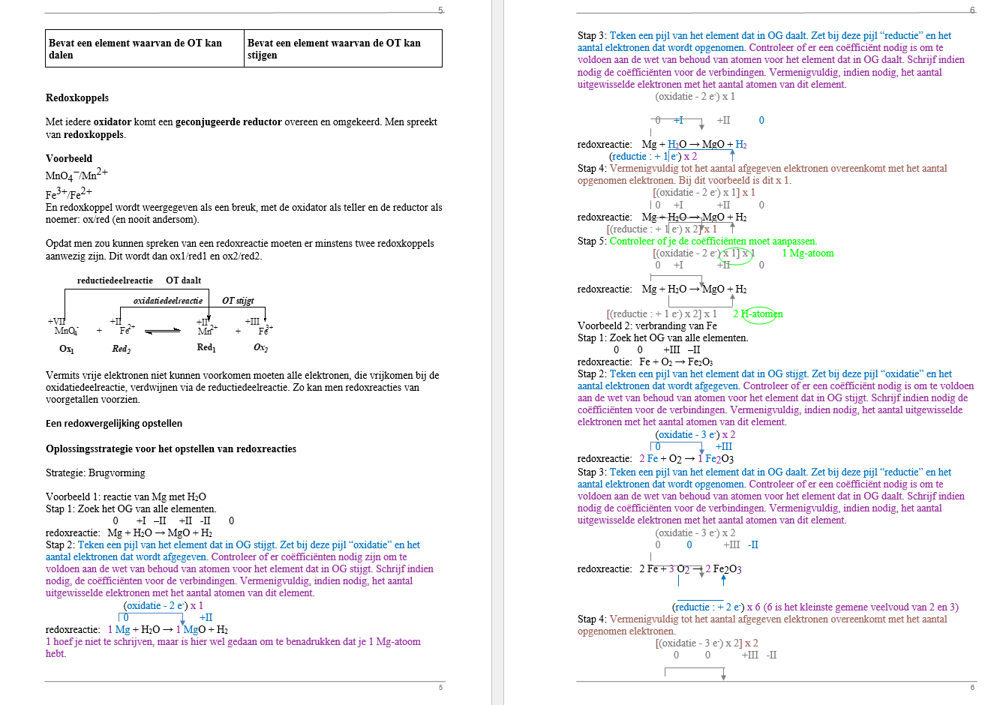 5
Bevat een element waarvan de OT kan dalen
Bevat een element waarvan de OT kan stijgen
Redoxkoppels
Met iedere oxidator komt een geconjugeerde reductor overeen en omgekeerd. Men spreekt
van redoxkoppels.
Voorbeeld
MnO₄⁻/Mn²⁺
Fe³⁺/Fe²⁺
En redoxkoppel wordt weergegeven als een breuk, met de oxidator als teller en de reductor als
noemer: ox/red (en nooit andersom).
Opdat men zou kunnen spreken van een redoxreactie moeten er minstens twee redoxkoppels
aanwezig zijn. Dit wordt dan ox1/red1 en ox2/red2.
reductiedeelreactie OT daalt
oxidatiedeelreactie OT stijgt
+VII +II +II +III
MnO₄⁻ + Fe²⁺ ⇌ Mn²⁺ + Fe³⁺
Ox₁ Red₂ Red₁ Ox₂
Vermits vrije elektronen niet kunnen voorkomen moeten alle elektronen, die vrijkomen bij de
oxidatiedeelreactie, verdwijnen via de reductiedeelreactie. Zo kan men redoxreacties van
voorgetallen voorzien.
Een redoxvergelijking opstellen
Oplossingsstrategie voor het opstellen van redoxreacties
Strategie: Brugvorming
Voorbeeld 1: reactie van Mg met H₂O
Stap 1: Zoek het OG van alle elementen.
0 +I –II +II -II 0
redoxreactie: Mg + H₂O → MgO + H₂
Stap 2: Teken een pijl van het element dat in OG stijgt. Zet bij deze pijl “oxidatie” en het
aantal elektronen dat wordt afgegeven. Controleer of er coëfficiënten nodig zijn om te
voldoen aan de wet van behoud van atomen voor het element dat in OG stijgt. Schrijf indien
nodig, de coëfficiënten voor de verbindingen. Vermenigvuldig, indien nodig, het aantal
uitgewisselde elektronen met het aantal atomen van dit element.
(oxidatie - 2 e⁻) x 1
0 +II
redoxreactie: 1 Mg + H₂O → 1 MgO + H₂
1 hoef je niet te schrijven, maar is hier wel gedaan om te benadrukken dat je 1 Mg-atoom
hebt.
5
6
Stap 3: Teken een pijl van het element dat in OG daalt. Zet bij deze pijl “reductie” en het
aantal elektronen dat wordt opgenomen. Controleer of er een coëfficiënt nodig is om te
voldoen aan de wet van behoud van atomen voor het element dat in OG daalt. Schrijf indien
nodig de coëfficiënten voor de verbindingen. Vermenigvuldig, indien nodig, het aantal
uitgewisselde elektronen met het aantal atomen van dit element.
(oxidatie - 2 e⁻) x 1
0 +I +II 0
redoxreactie: Mg + H₂O → MgO + H₂
(reductie : + 1 e⁻) x 2
Stap 4: Vermenigvuldig tot het aantal afgegeven elektronen overeenkomt met het aantal
opgenomen elektronen. Bij dit voorbeeld is dit x 1.
[(oxidatie - 2 e⁻) x 1] x 1
0 +I +II 0
redoxreactie: Mg + H₂O → MgO + H₂
[(reductie : + 1 e⁻) x 2] x 1
Stap 5: Controleer of je de coëfficiënten moet aanpassen.
[(oxidatie - 2 e⁻) x 1] x 1 1 Mg-atoom
0 +I +II 0
redoxreactie: Mg + H₂O → MgO + H₂
[(reductie : + 1 e⁻) x 2] x 1 2 H-atomen
Voorbeeld 2: verbranding van Fe
Stap 1: Zoek het OG van alle elementen.
0 0 +III –II
redoxreactie: Fe + O₂ → Fe₂O₃
Stap 2: Teken een pijl van het element dat in OG stijgt. Zet bij deze pijl “oxidatie” en het
aantal elektronen dat wordt afgegeven. Controleer of er een coëfficiënt nodig is om te voldoen
aan de wet van behoud van atomen voor het element dat in OG stijgt. Schrijf indien nodig de
coëfficiënten voor de verbindingen. Vermenigvuldig, indien nodig, het aantal uitgewisselde
elektronen met het aantal atomen van dit element.
(oxidatie - 3 e⁻) x 2
0 +III
redoxreactie: 2 Fe + O₂ → 1 Fe₂O₃
Stap 3: Teken een pijl van het element dat in OG daalt. Zet bij deze pijl “reductie” en het
aantal elektronen dat wordt opgenomen. Controleer of er een coëfficiënt nodig is om te
voldoen aan de wet van behoud van atomen voor het element dat in OG daalt. Schrijf indien
nodig de coëfficiënten voor de verbindingen. Vermenigvuldig, indien nodig, het aantal
uitgewisselde elektronen met het aantal atomen van dit element.
(oxidatie - 3 e⁻) x 2
0 0 +III -II
redoxreactie: 2 Fe + 3 O₂ → 2 Fe₂O₃
(reductie : + 2 e⁻) x 6 (6 is het kleinste gemene veelvoud van 2 en 3)
Stap 4: Vermenigvuldig tot het aantal afgegeven elektronen overeenkomt met het aantal
opgenomen elektronen.
[(oxidatie - 3 e⁻) x 2] x 2
0 0 +III -II
6